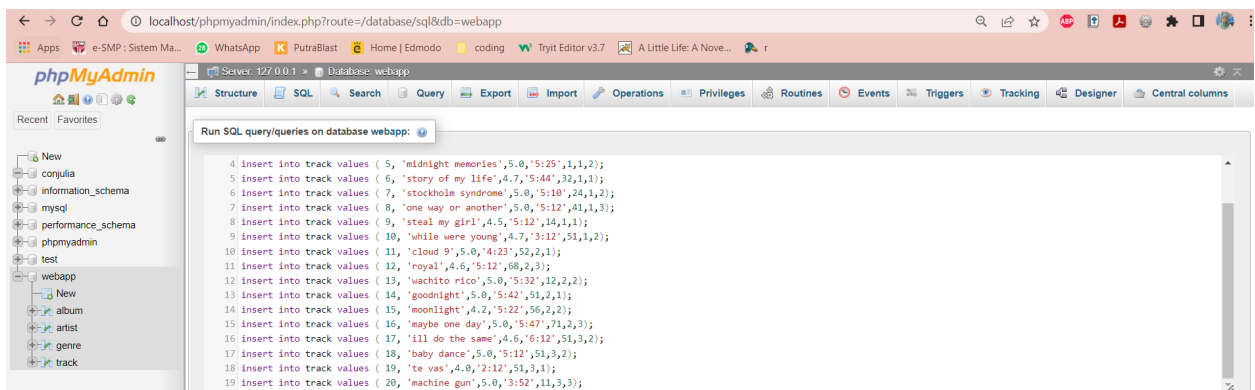 localhost/phpmyadmin/index.php?route=/database/sql&db=webapp
Apps e-SMP : Sistem Ma... WhatsApp PutraBlast Home | Edmodo coding Tryit Editor v3.7 A Little Life: A Nove... r
phpMyAdmin
Recent Favorites
New
conjulia
information_schema
mysql
performance_schema
phpmyadmin
test
webapp
New
album
artist
genre
track
Server: 127.0.0.1 » Database: webapp
Structure SQL Search Query Export Import Operations Privileges Routines Events Triggers Tracking Designer Central columns
Run SQL query/queries on database webapp:
4 insert into track values ( 5, 'midnight memories',5.0,'5:25',1,1,2);
5 insert into track values ( 6, 'story of my life',4.7,'5:44',32,1,1);
6 insert into track values ( 7, 'stockholm syndrome',5.0,'5:10',24,1,2);
7 insert into track values ( 8, 'one way or another',5.0,'5:12',41,1,3);
8 insert into track values ( 9, 'steal my girl',4.5,'5:12',14,1,1);
9 insert into track values ( 10, 'while were young',4.7,'3:12',51,1,2);
10 insert into track values ( 11, 'cloud 9',5.0,'4:23',52,2,1);
11 insert into track values ( 12, 'royal',4.6,'5:12',68,2,3);
12 insert into track values ( 13, 'wachito rico',5.0,'5:32',12,2,2);
13 insert into track values ( 14, 'goodnight',5.0,'5:42',51,2,1);
14 insert into track values ( 15, 'moonlight',4.2,'5:22',56,2,2);
15 insert into track values ( 16, 'maybe one day',5.0,'5:47',71,2,3);
16 insert into track values ( 17, 'ill do the same',4.6,'6:12',51,3,2);
17 insert into track values ( 18, 'baby dance',5.0,'5:12',51,3,2);
18 insert into track values ( 19, 'te vas',4.0,'2:12',51,3,1);
19 insert into track values ( 20, 'machine gun',5.0,'3:52',11,3,3);